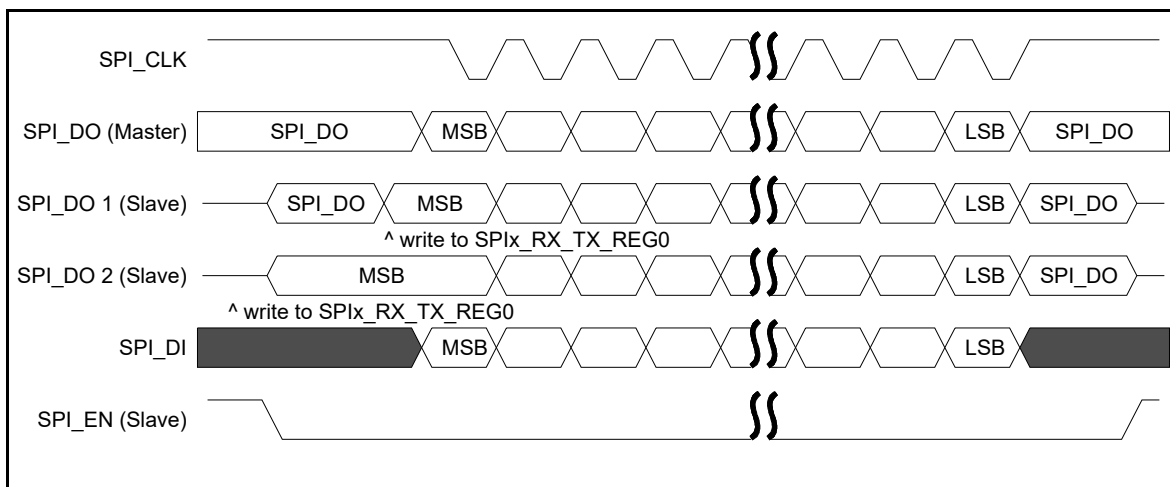 SPI_CLK
SPI_DO (Master) SPI_DO MSB LSB SPI_DO
SPI_DO 1 (Slave) SPI_DO MSB LSB SPI_DO
^ write to SPIx_RX_TX_REG0
SPI_DO 2 (Slave) MSB LSB SPI_DO
^ write to SPIx_RX_TX_REG0
SPI_DI MSB LSB
SPI_EN (Slave)